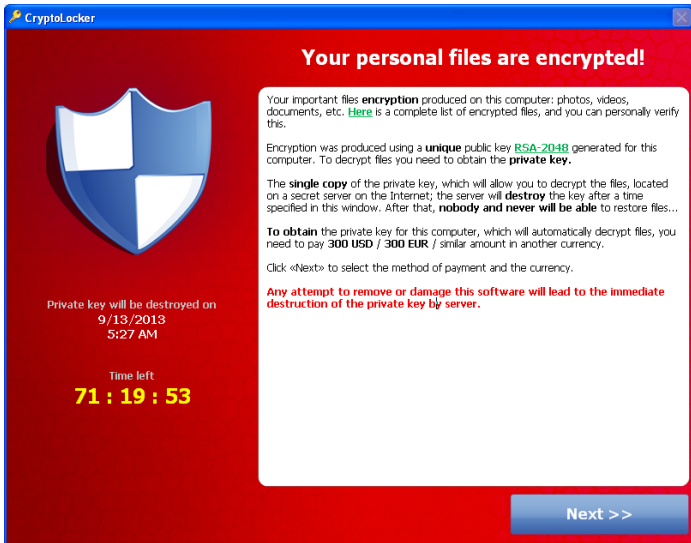 CryptoLocker
Your personal files are encrypted!
Your important files encryption produced on this computer: photos, videos,
documents, etc. Here is a complete list of encrypted files, and you can personally verify
this.
Encryption was produced using a unique public key RSA-2048 generated for this
computer. To decrypt files you need to obtain the private key.
The single copy of the private key, which will allow you to decrypt the files, located
on a secret server on the Internet; the server will destroy the key after a time
specified in this window. After that, nobody and never will be able to restore files...
To obtain the private key for this computer, which will automatically decrypt files, you
need to pay 300 USD / 300 EUR / similar amount in another currency.
Click «Next» to select the method of payment and the currency.
Any attempt to remove or damage this software will lead to the immediate
destruction of the private key by server.
Private key will be destroyed on
9/13/2013
5:27 AM
Time left
71 : 19 : 53
Next >>